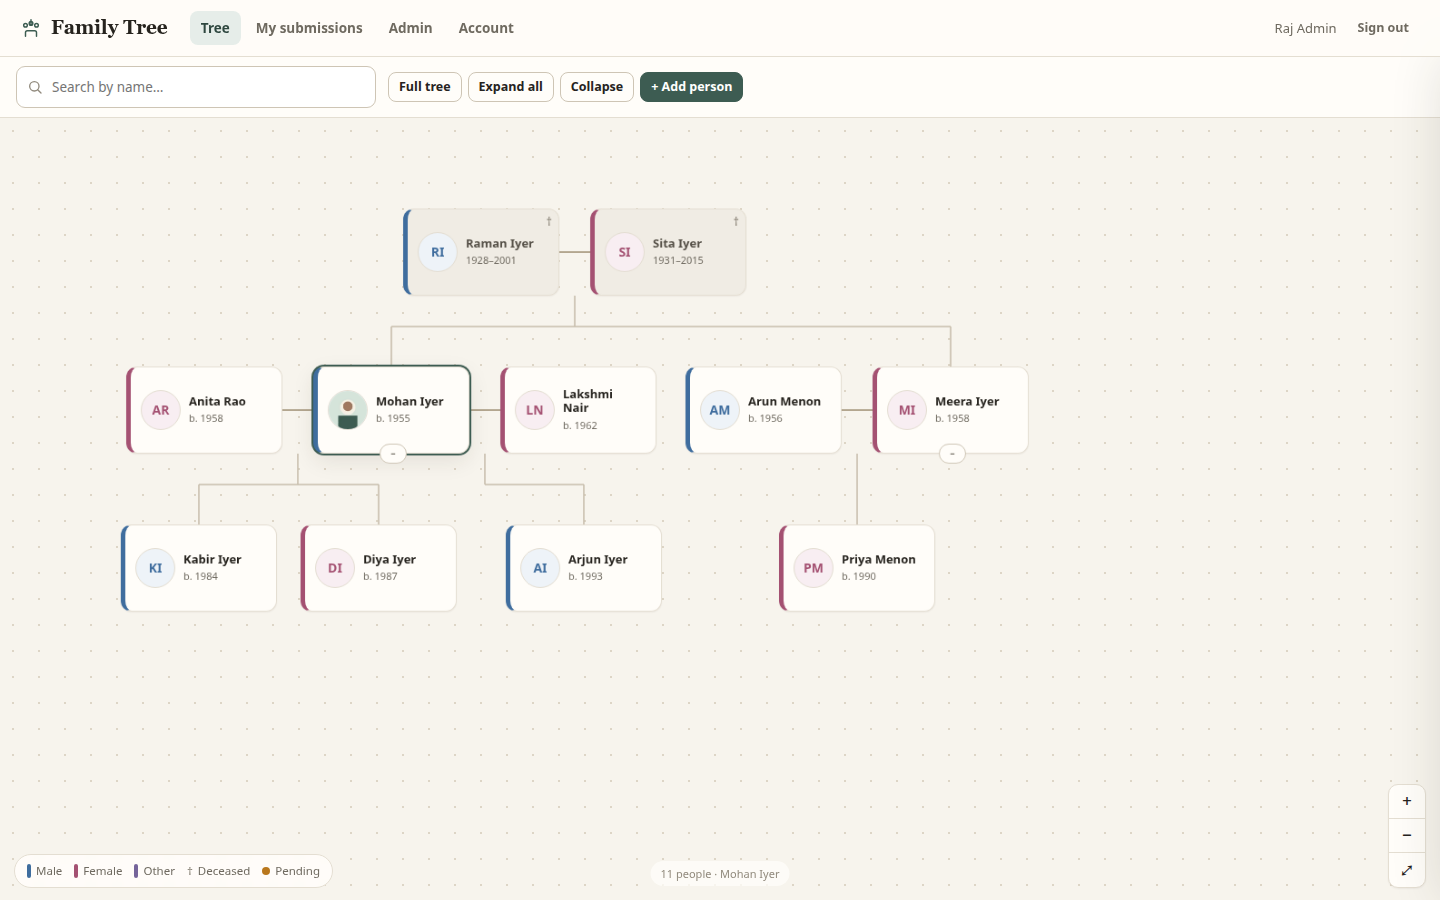 Family Tree
Tree
My submissions
Admin
Account
Raj Admin
Sign out
Search by name...
Full tree
Expand all
Collapse
+ Add person
RI
Raman Iyer
1928–2001
†
SI
Sita Iyer
1931–2015
†
AR
Anita Rao
b. 1958
Mohan Iyer
b. 1955
–
LN
Lakshmi
Nair
b. 1962
AM
Arun Menon
b. 1956
MI
Meera Iyer
b. 1958
–
KI
Kabir Iyer
b. 1984
DI
Diya Iyer
b. 1987
AI
Arjun Iyer
b. 1993
PM
Priya Menon
b. 1990
+
−
⤢
Male
Female
Other
† Deceased
Pending
11 people · Mohan Iyer